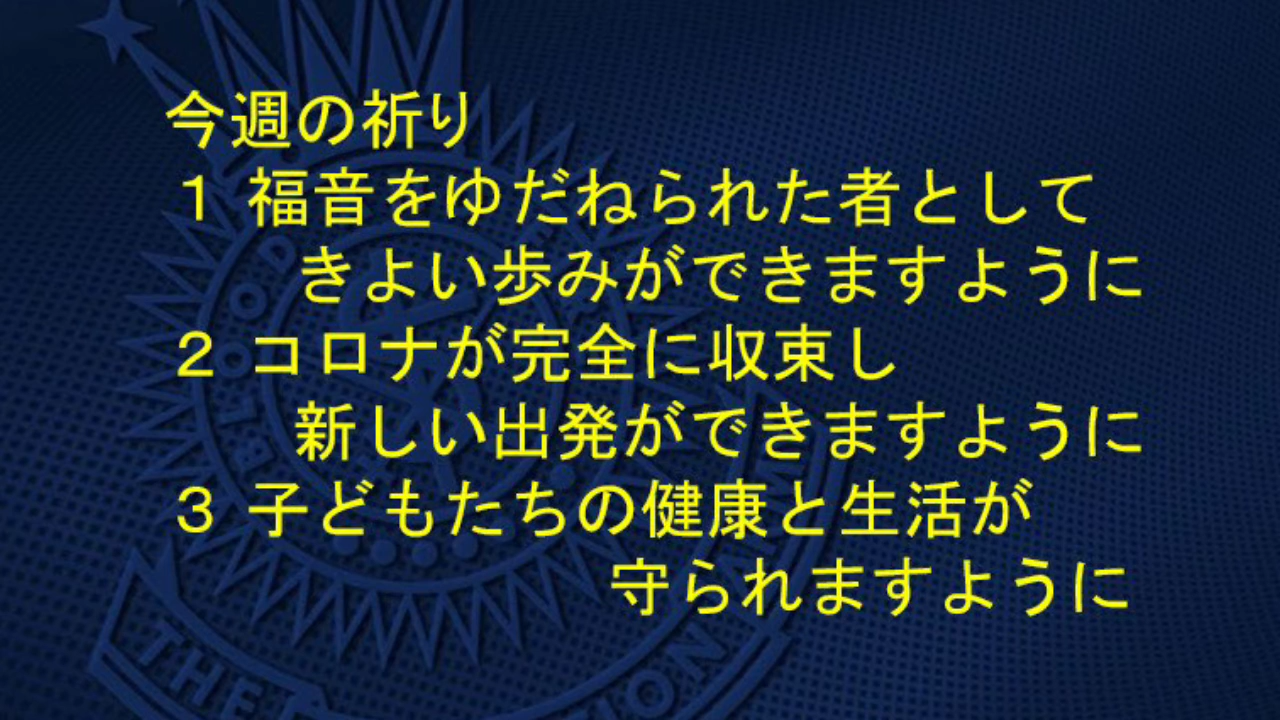 今週の祈り
１ 福音をゆだねられた者として
きよい歩みができますように
２ コロナが完全に収束し
新しい出発ができますように
３ 子どもたちの健康と生活が
守られますように
THE